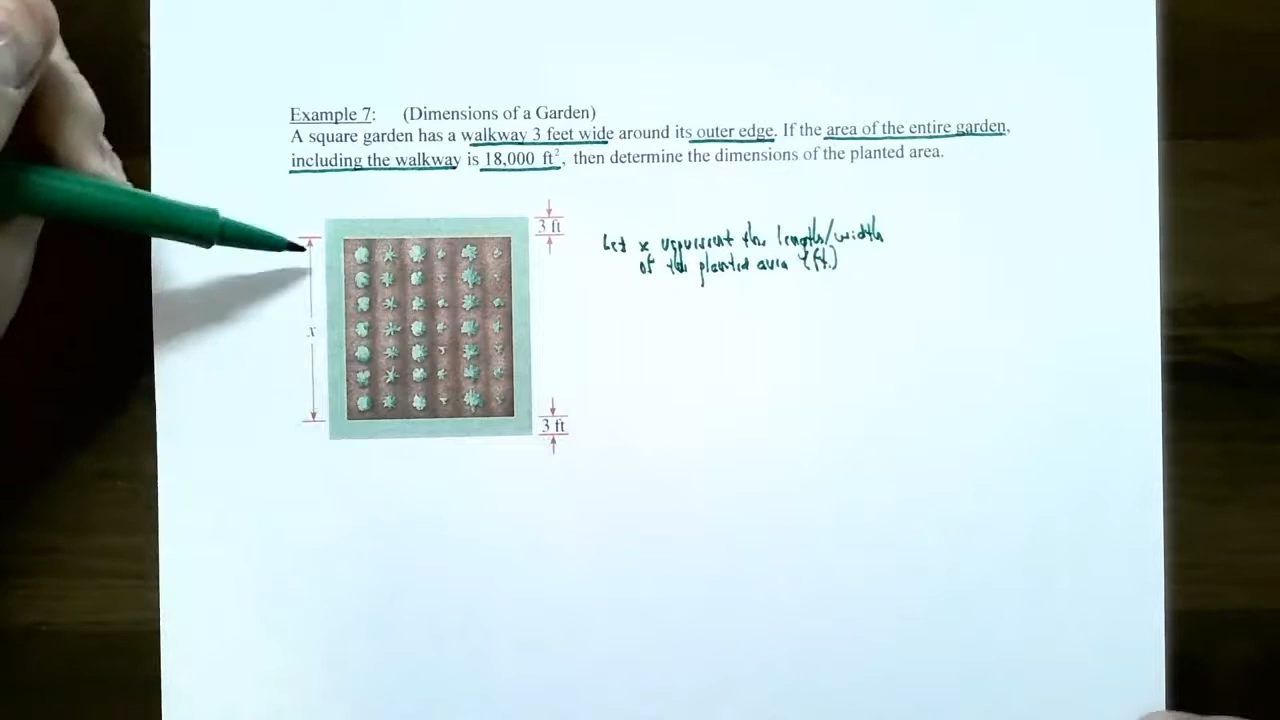 Example 7: (Dimensions of a Garden)
A square garden has a walkway 3 feet wide around its outer edge. If the area of the entire garden,
including the walkway is 18,000 ft², then determine the dimensions of the planted area.
3 ft
Let x represent the length/width
of the planted area (ft.)
x
3 ft